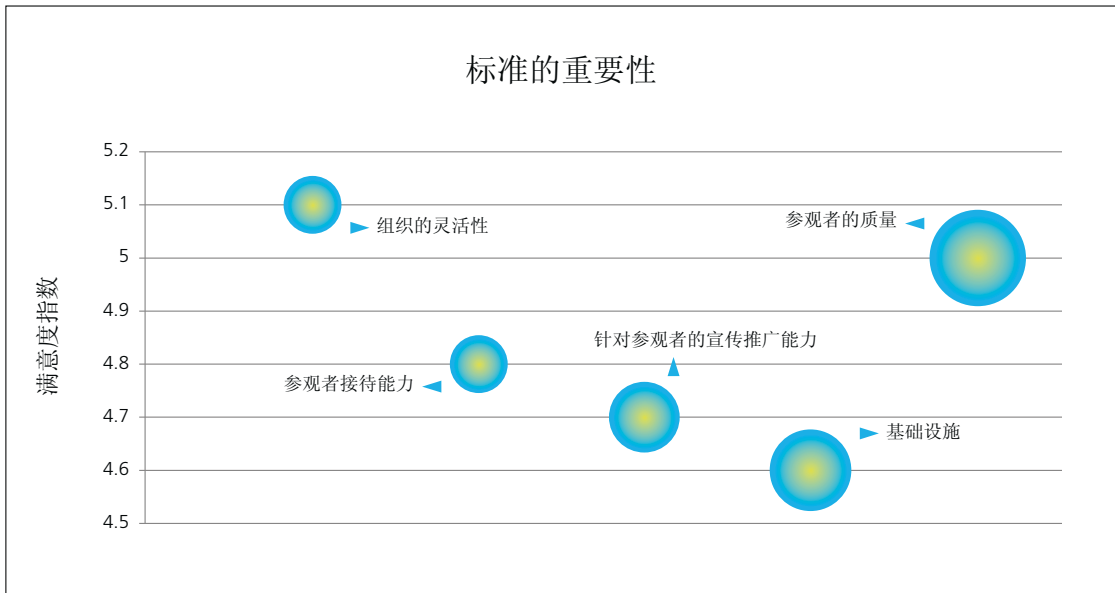 标准的重要性
5.2
5.1
组织的灵活性
参观者的质量
5
4.9
针对参观者的宣传推广能力
4.8
参观者接待能力
4.7
基础设施
4.6
4.5
满意度指数